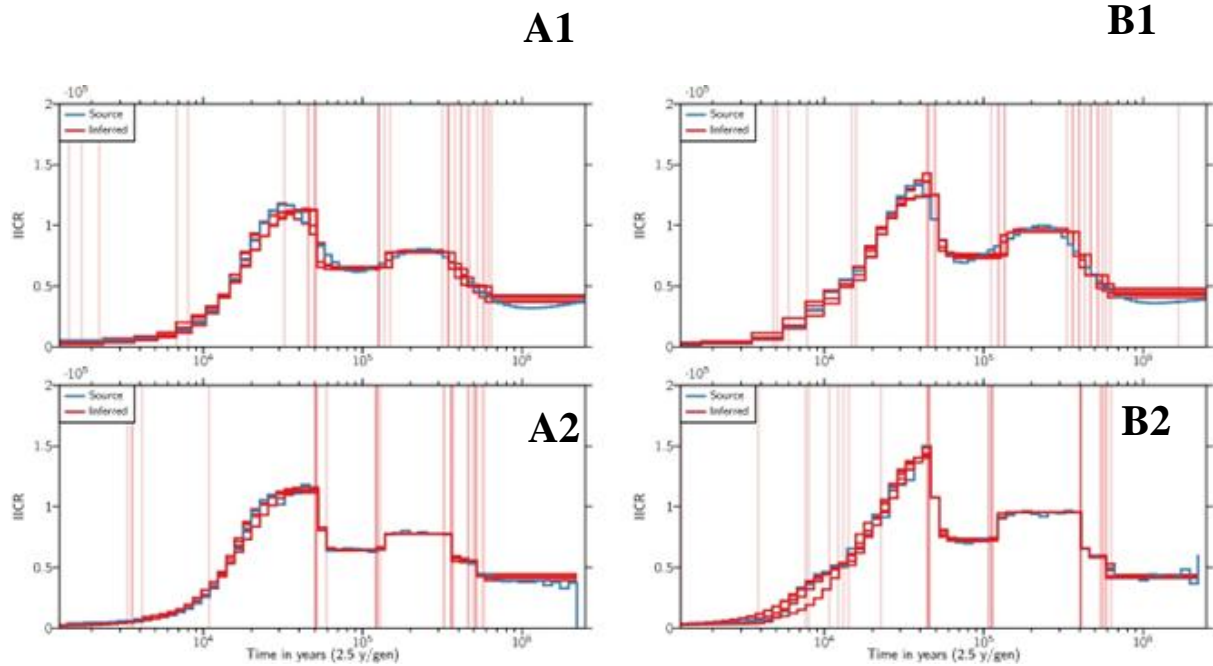 A1
B1
·10⁵
·10⁵
2
1.5
1
0.5
0
IICR
Source
Inferred
10⁴
10⁵
10⁶
2
1.5
1
0.5
0
IICR
Source
Inferred
10⁴
10⁵
10⁶
·10⁵
·10⁵
2
1.5
1
0.5
0
IICR
Source
Inferred
A2
10⁴
10⁵
10⁶
Time in years (2.5 y/gen)
2
1.5
1
0.5
0
IICR
Source
Inferred
B2
10⁴
10⁵
10⁶
Time in years (2.5 y/gen)